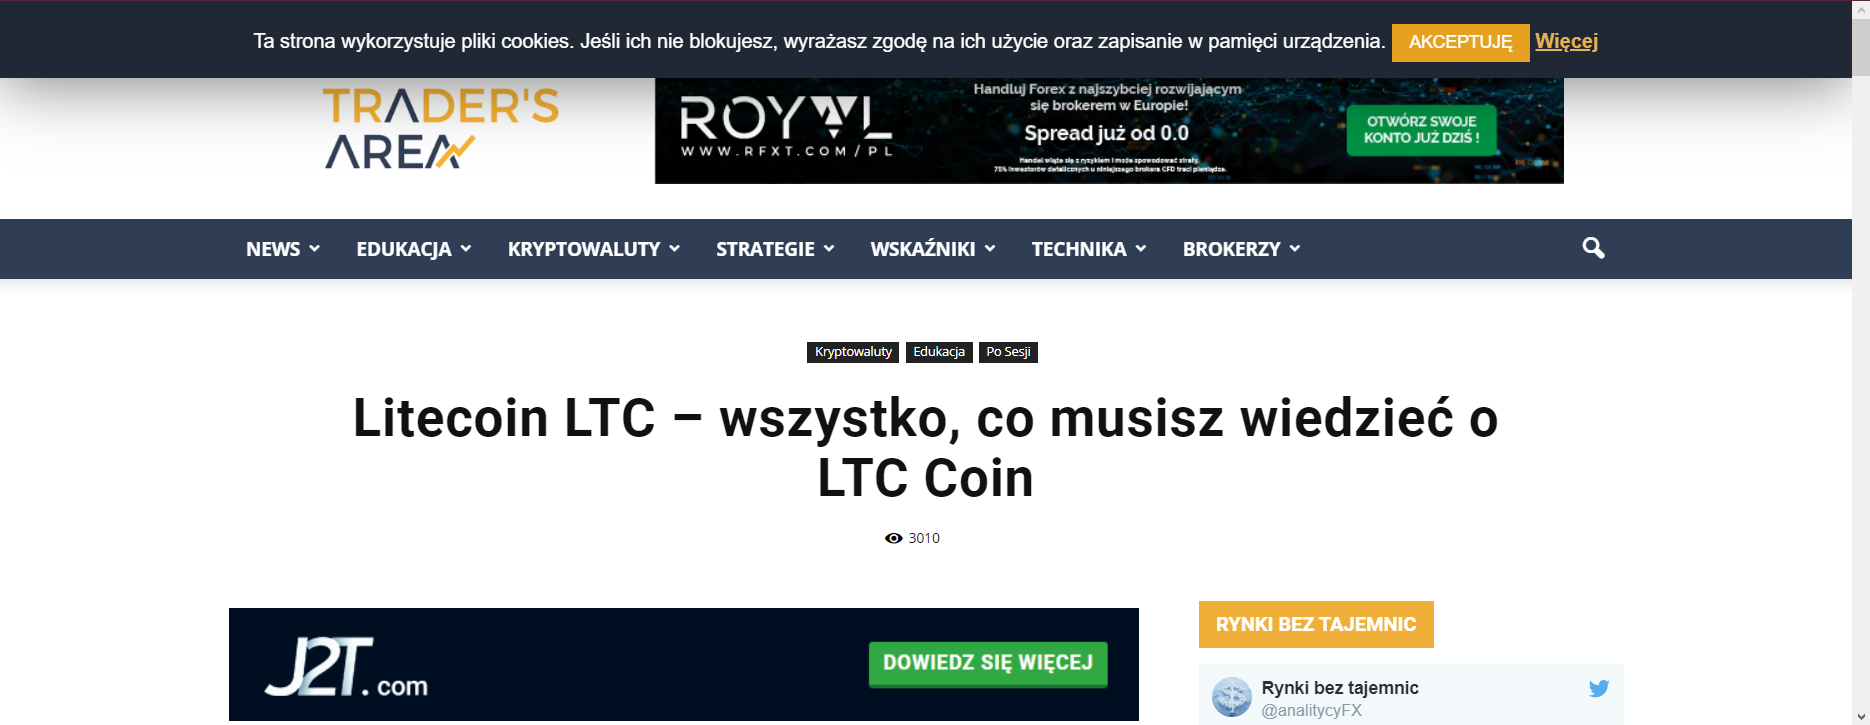 Ta strona wykorzystuje pliki cookies. Jeśli ich nie blokujesz, wyrażasz zgodę na ich użycie oraz zapisanie w pamięci urządzenia. AKCEPTUJĘ Więcej
TRADER'S
AREA
ROYAL
WWW.RFXT.COM/PL
Handluj Forex z najszybciej rozwijającym
się brokerem w Europie!
Spread już od 0.0
Handel wiąże się z ryzykiem i może spowodować straty.
75% inwestorów detalicznych u niniejszego brokera CFD traci pieniądze.
OTWÓRZ SWOJE
KONTO JUŻ DZIŚ !
NEWS EDUKACJA KRYPTOWALUTY STRATEGIE WSKAŹNIKI TECHNIKA BROKERZY
Kryptowaluty Edukacja Po Sesji
Litecoin LTC – wszystko, co musisz wiedzieć o
LTC Coin
3010
J2T.com
DOWIEDZ SIĘ WIĘCEJ
RYNKI BEZ TAJEMNIC
Rynki bez tajemnic
@analitycyFX